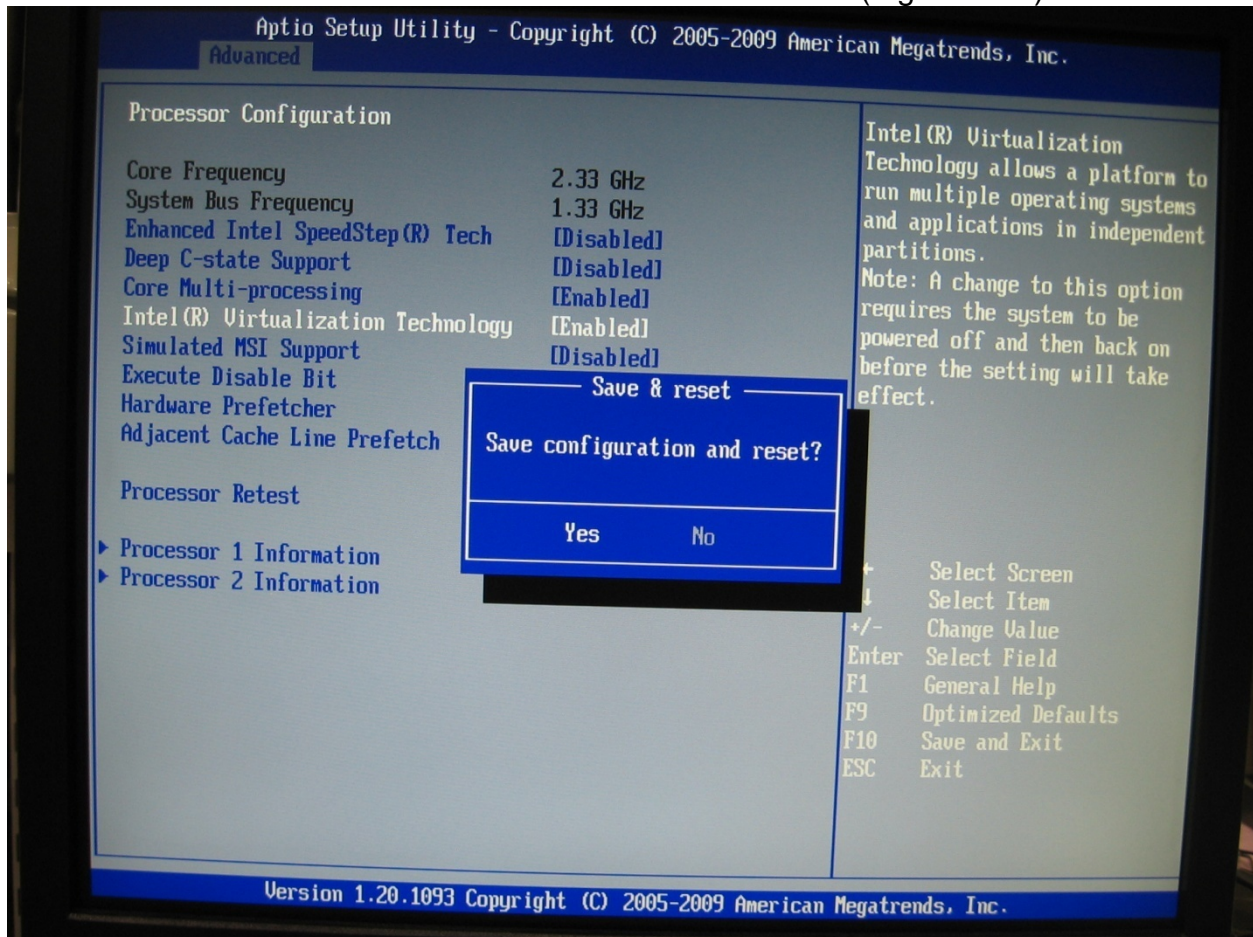 Aptio Setup Utility - Copyright (C) 2005-2009 American Megatrends, Inc.
Advanced
Processor Configuration
Core Frequency 2.33 GHz
System Bus Frequency 1.33 GHz
Enhanced Intel SpeedStep(R) Tech [Disabled]
Deep C-state Support [Disabled]
Core Multi-processing [Enabled]
Intel(R) Virtualization Technology [Enabled]
Simulated MSI Support [Disabled]
Execute Disable Bit
Hardware Prefetcher
Adjacent Cache Line Prefetch
Processor Retest
Processor 1 Information
Processor 2 Information
Save & reset
Save configuration and reset?
Yes No
Intel(R) Virtualization
Technology allows a platform to
run multiple operating systems
and applications in independent
partitions.
Note: A change to this option
requires the system to be
powered off and then back on
before the setting will take
effect.
Select Screen
Select Item
+/- Change Value
Enter Select Field
F1 General Help
F9 Optimized Defaults
F10 Save and Exit
ESC Exit
Version 1.20.1093 Copyright (C) 2005-2009 American Megatrends, Inc.